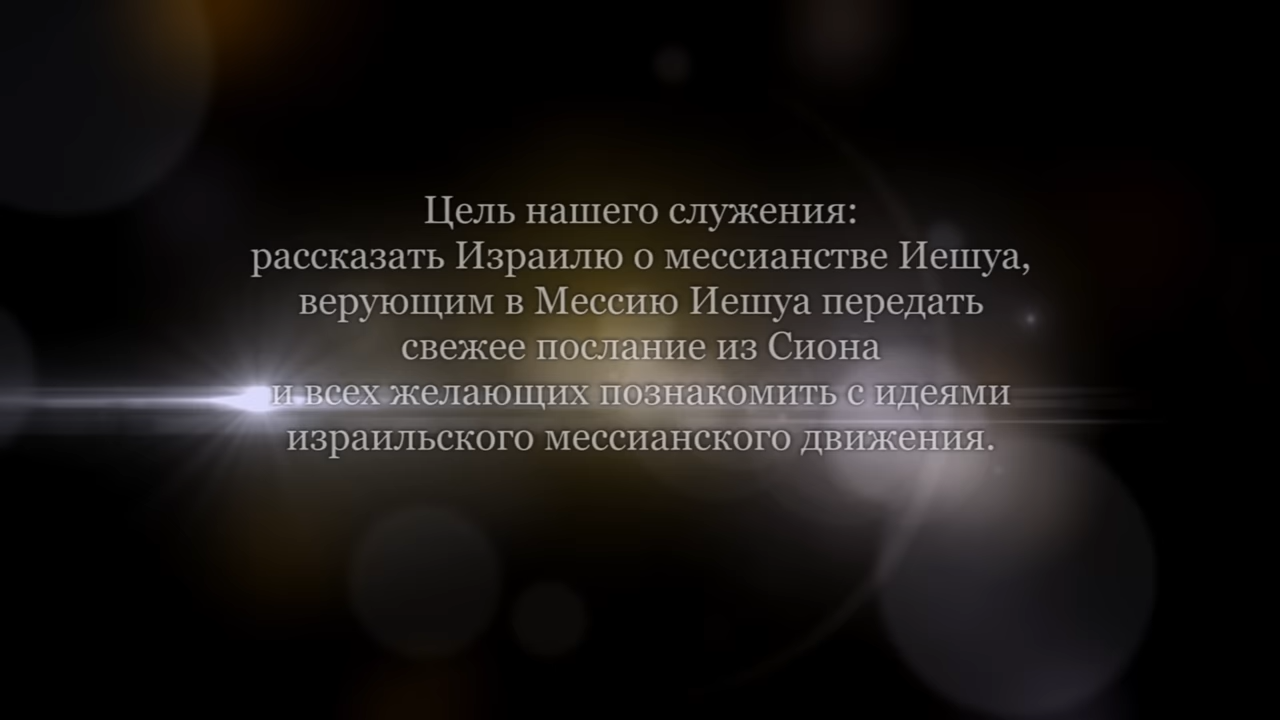 Цель нашего служения:
рассказать Израилю о мессианстве Иешуа,
верующим в Мессию Иешуа передать
свежее послание из Сиона
и всех желающих познакомить с идеями
израильского мессианского движения.